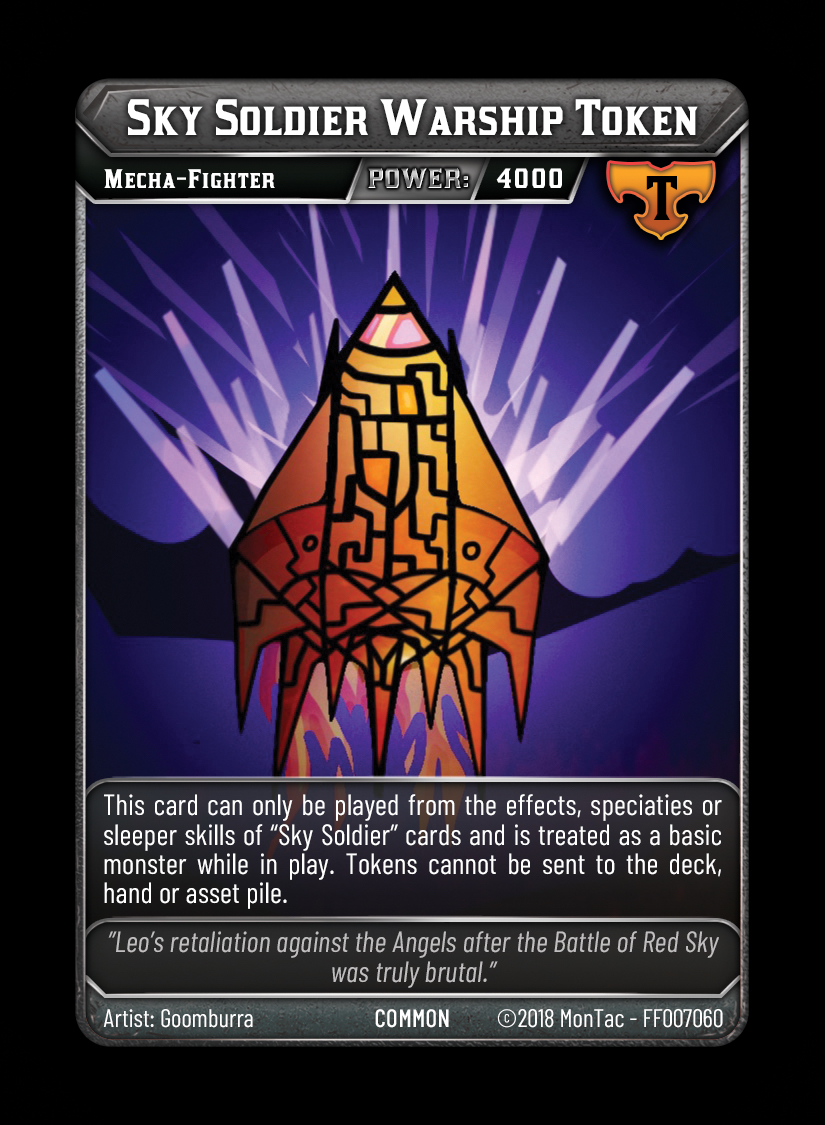 Sky Soldier Warship Token
Mecha-Fighter POWER: 4000
T
This card can only be played from the effects, speciaties or
sleeper skills of “Sky Soldier” cards and is treated as a basic
monster while in play. Tokens cannot be sent to the deck,
hand or asset pile.
"Leo's retaliation against the Angels after the Battle of Red Sky
was truly brutal."
Artist: Goomburra COMMON ©2018 MonTac - FF007060